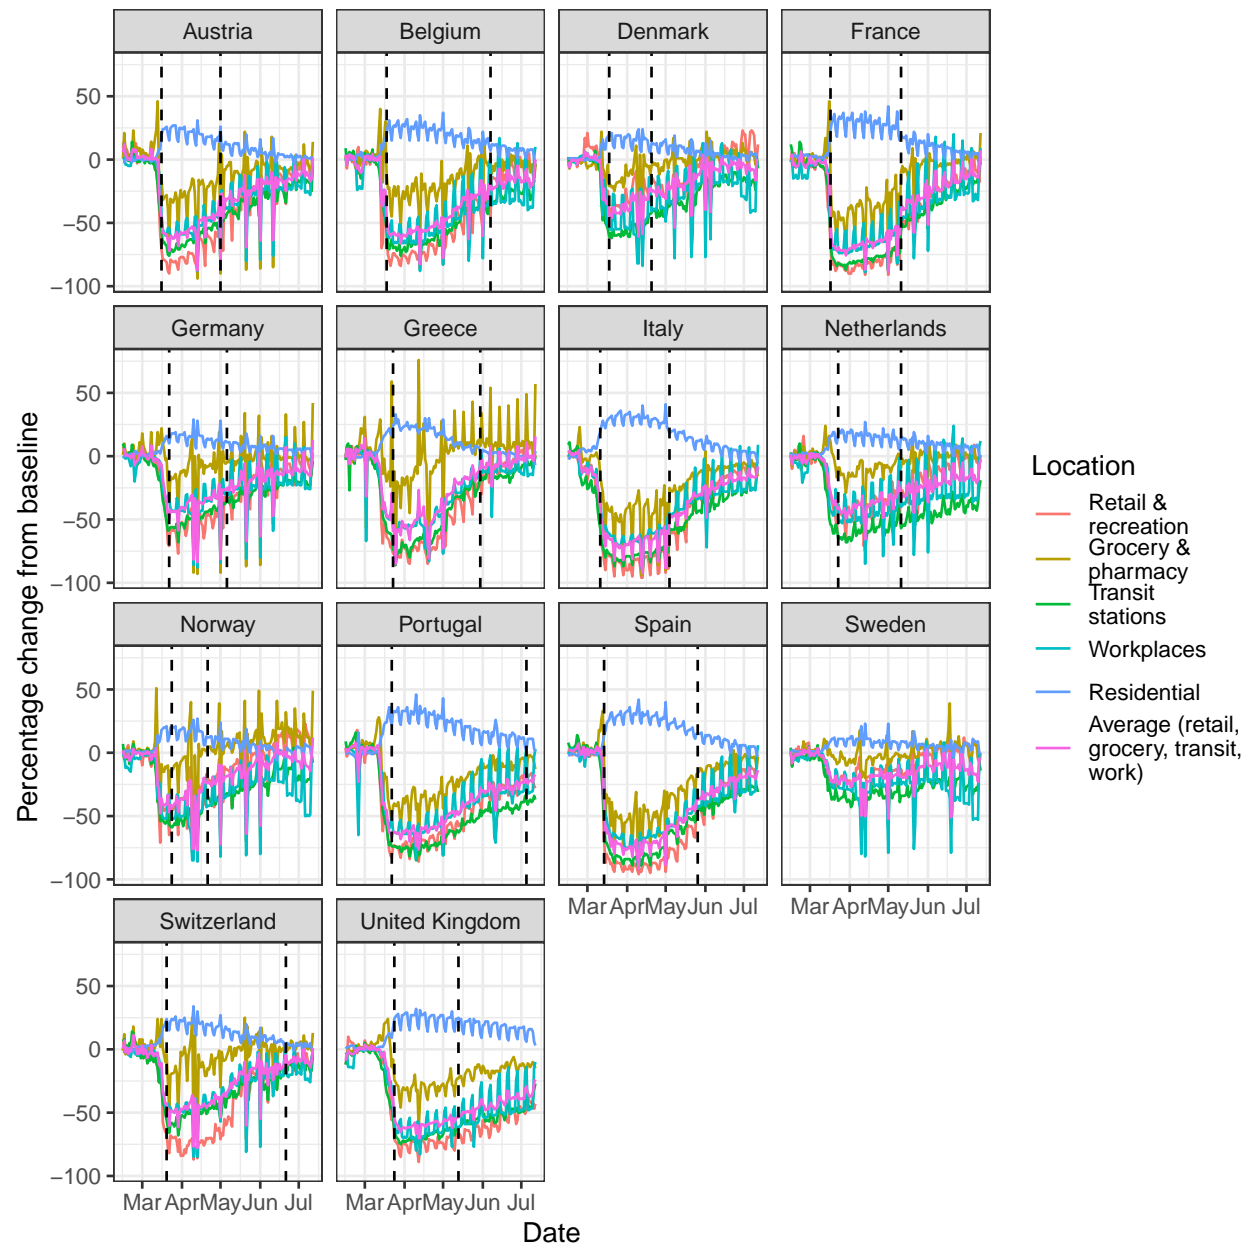 Austria
Belgium
Denmark
France
50
0
−50
−100
Germany
Greece
Italy
Netherlands
50
0
−50
−100
Norway
Portugal
Spain
Sweden
50
0
−50
−100
Mar Apr May Jun Jul
Mar Apr May Jun Jul
Switzerland
United Kingdom
50
0
−50
−100
Mar Apr May Jun Jul
Mar Apr May Jun Jul
Date
Percentage change from baseline
Location
Retail &
recreation
Grocery &
pharmacy
Transit
stations
Workplaces
Residential
Average (retail,
grocery, transit,
work)